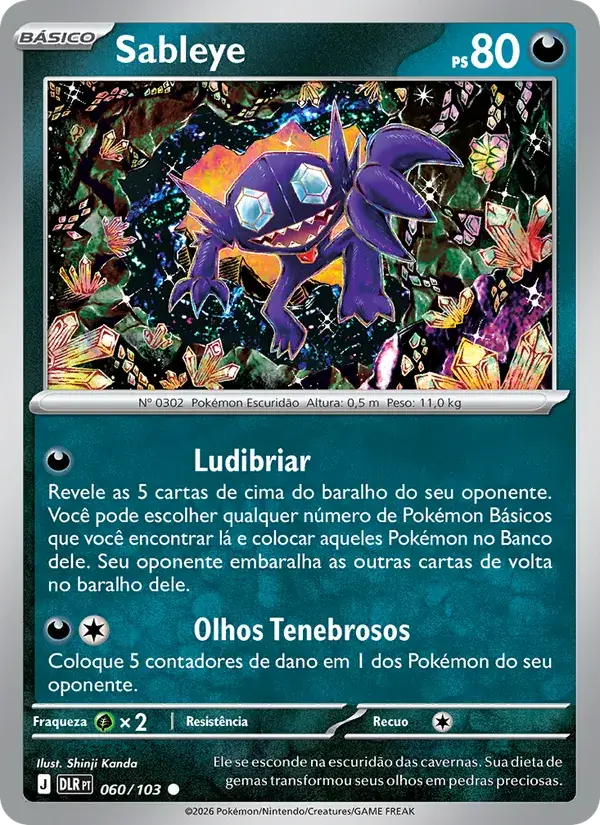 BÁSICO
Sableye
PS 80
Nº 0302 Pokémon Escuridão Altura: 0,5 m Peso: 11,0 kg
Ludibriar
Revele as 5 cartas de cima do baralho do seu oponente.
Você pode escolher qualquer número de Pokémon Básicos
que você encontrar lá e colocar aqueles Pokémon no Banco
dele. Seu oponente embaralha as outras cartas de volta
no baralho dele.
Olhos Tenebrosos
Coloque 5 contadores de dano em 1 dos Pokémon do seu
oponente.
Fraqueza ×2 Resistência Recuo
Ilust. Shinji Kanda
Ele se esconde na escuridão das cavernas. Sua dieta de
gemas transformou seus olhos em pedras preciosas.
J DLR PT 060/103
©2026 Pokémon/Nintendo/Creatures/GAME FREAK